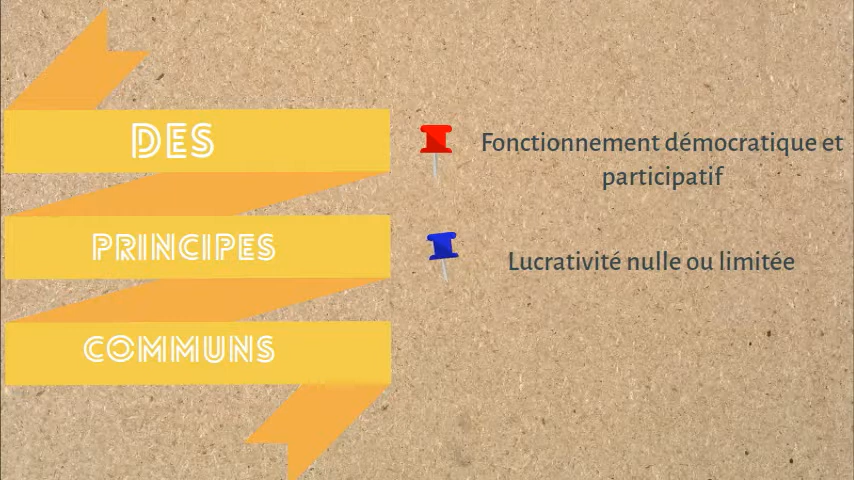 DES
PRINCIPES
COMMUNS
Fonctionnement démocratique et
participatif
Lucrativité nulle ou limitée